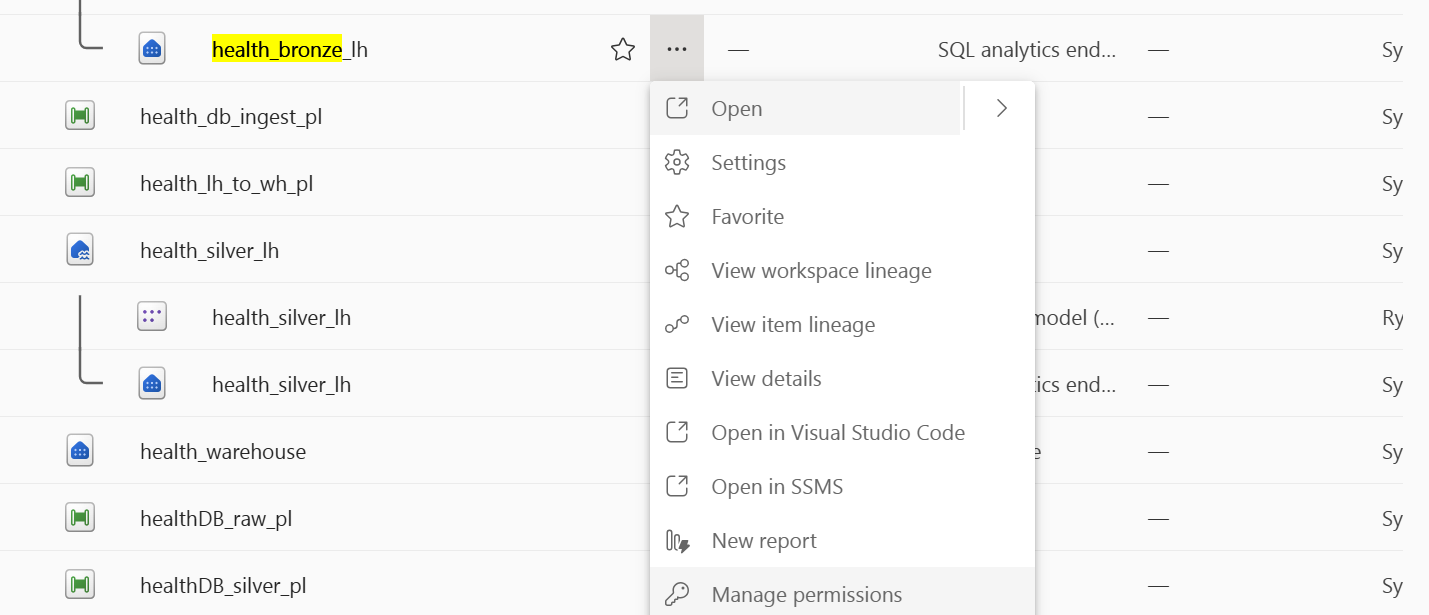 health_bronze_lh ... — SQL analytics end... — Sy
Open
health_db_ingest_pl — Sy
Settings
health_lh_to_wh_pl — Sy
Favorite
health_silver_lh — Sy
View workspace lineage
health_silver_lh model (... — Ry
View item lineage
health_silver_lh tics end... — Sy
View details
Open in Visual Studio Code
health_warehouse e — Sy
Open in SSMS
healthDB_raw_pl — Sy
New report
healthDB_silver_pl — Sy
Manage permissions